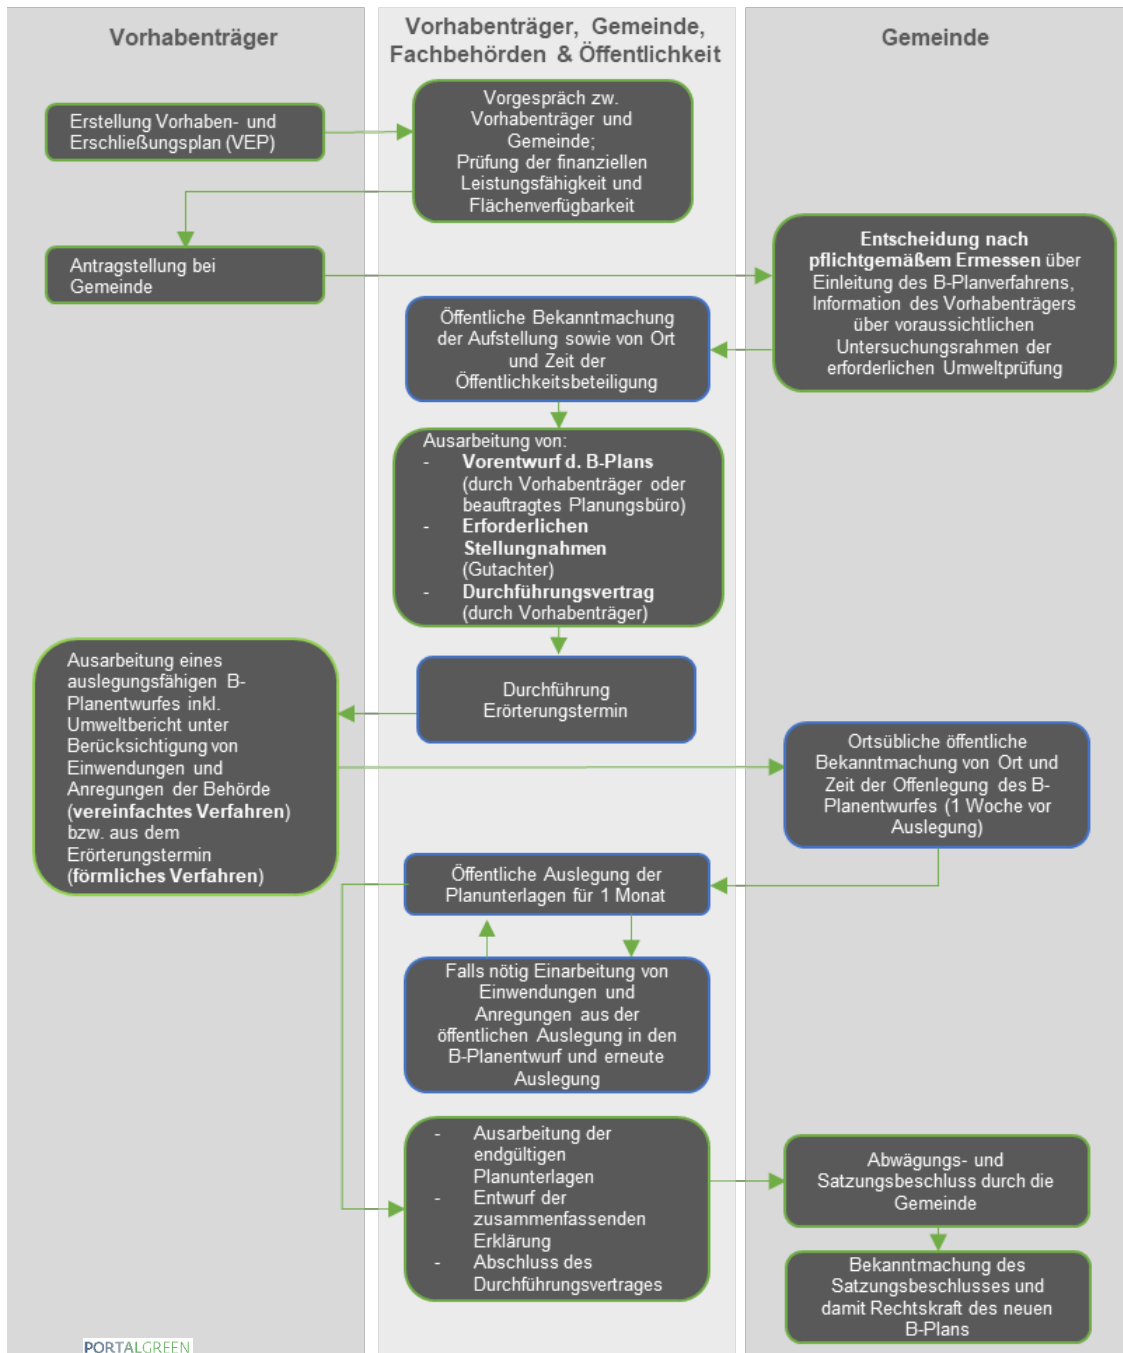 Vorhabenträger
Vorhabenträger, Gemeinde,
Fachbehörden & Öffentlichkeit
Gemeinde
Erstellung Vorhaben- und
Erschließungsplan (VEP)
Vorgespräch zw.
Vorhabenträger und
Gemeinde;
Prüfung der finanziellen
Leistungsfähigkeit und
Flächenverfügbarkeit
Antragstellung bei
Gemeinde
Entscheidung nach
pflichtgemäßem Ermessen über
Einleitung des B-Planverfahrens,
Information des Vorhabenträgers
über voraussichtlichen
Untersuchungsrahmen der
erforderlichen Umweltprüfung
Öffentliche Bekanntmachung
der Aufstellung sowie von Ort
und Zeit der
Öffentlichkeitsbeteiligung
Ausarbeitung von:
- Vorentwurf d. B-Plans
(durch Vorhabenträger oder
beauftragtes Planungsbüro)
- Erforderlichen
Stellungnahmen
(Gutachter)
- Durchführungsvertrag
(durch Vorhabenträger)
Durchführung
Erörterungstermin
Ausarbeitung eines
auslegungsfähigen B-
Planentwurfes inkl.
Umweltbericht unter
Berücksichtigung von
Einwendungen und
Anregungen der Behörde
(vereinfachtes Verfahren)
bzw. aus dem
Erörterungstermin
(förmliches Verfahren)
Ortsübliche öffentliche
Bekanntmachung von Ort und
Zeit der Offenlegung des B-
Planentwurfes (1 Woche vor
Auslegung)
Öffentliche Auslegung der
Planunterlagen für 1 Monat
Falls nötig Einarbeitung von
Einwendungen und
Anregungen aus der
öffentlichen Auslegung in den
B-Planentwurf und erneute
Auslegung
- Ausarbeitung der
endgültigen
Planunterlagen
- Entwurf der
zusammenfassenden
Erklärung
- Abschluss des
Durchführungsvertrages
Abwägungs- und
Satzungsbeschluss durch die
Gemeinde
Bekanntmachung des
Satzungsbeschlusses und
damit Rechtskraft des neuen
B-Plans
PORTALGREEN